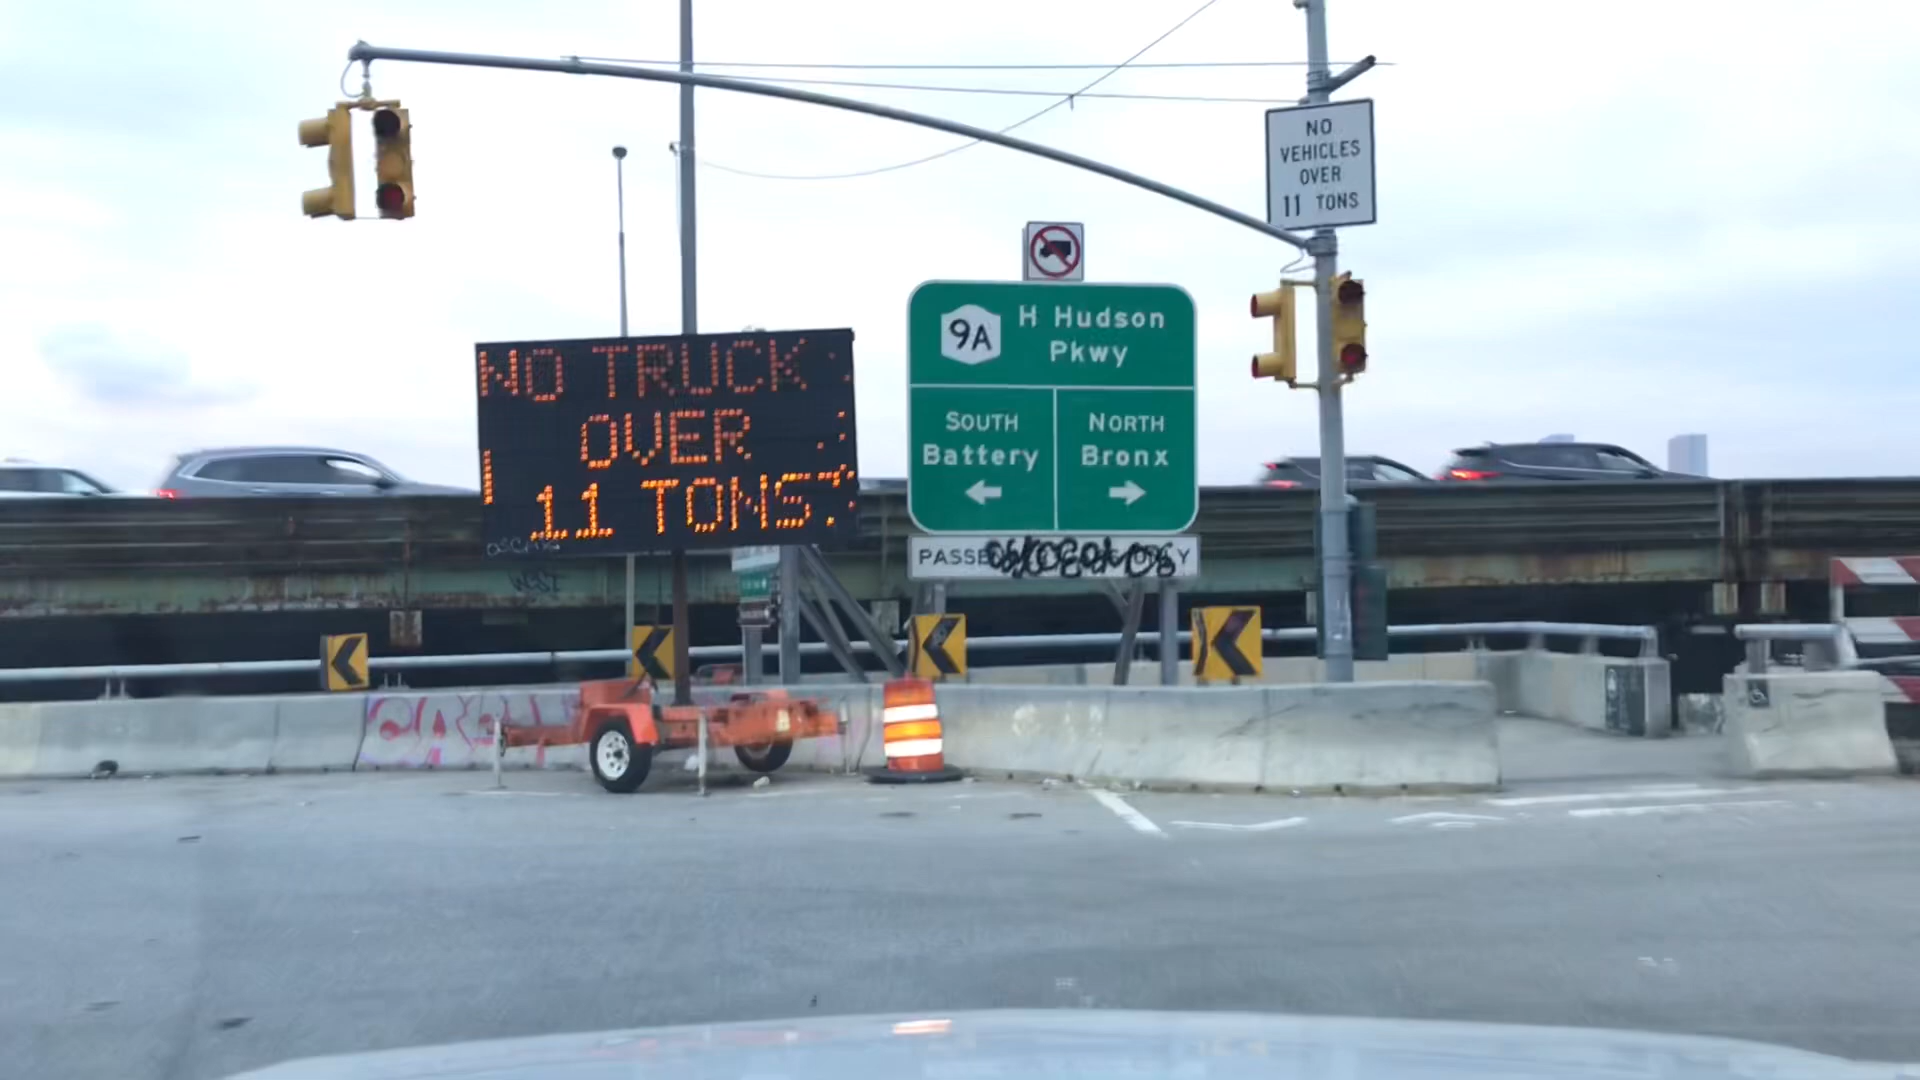 NO
VEHICLES
OVER
11 TONS
NO TRUCK
OVER
11 TONS
9A
H Hudson
Pkwy
SOUTH
Battery
NORTH
Bronx